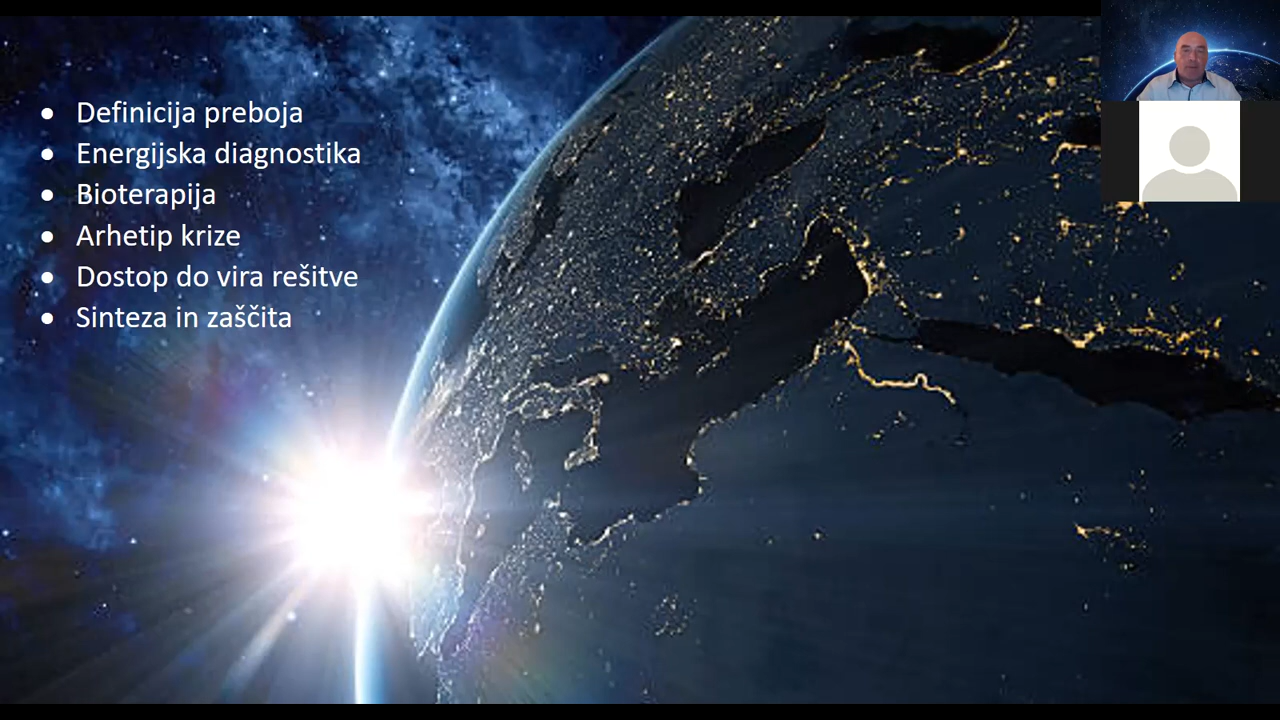 Definicija preboja
Energijska diagnostika
Bioterapija
Arhetip krize
Dostop do vira rešitve
Sinteza in zaščita